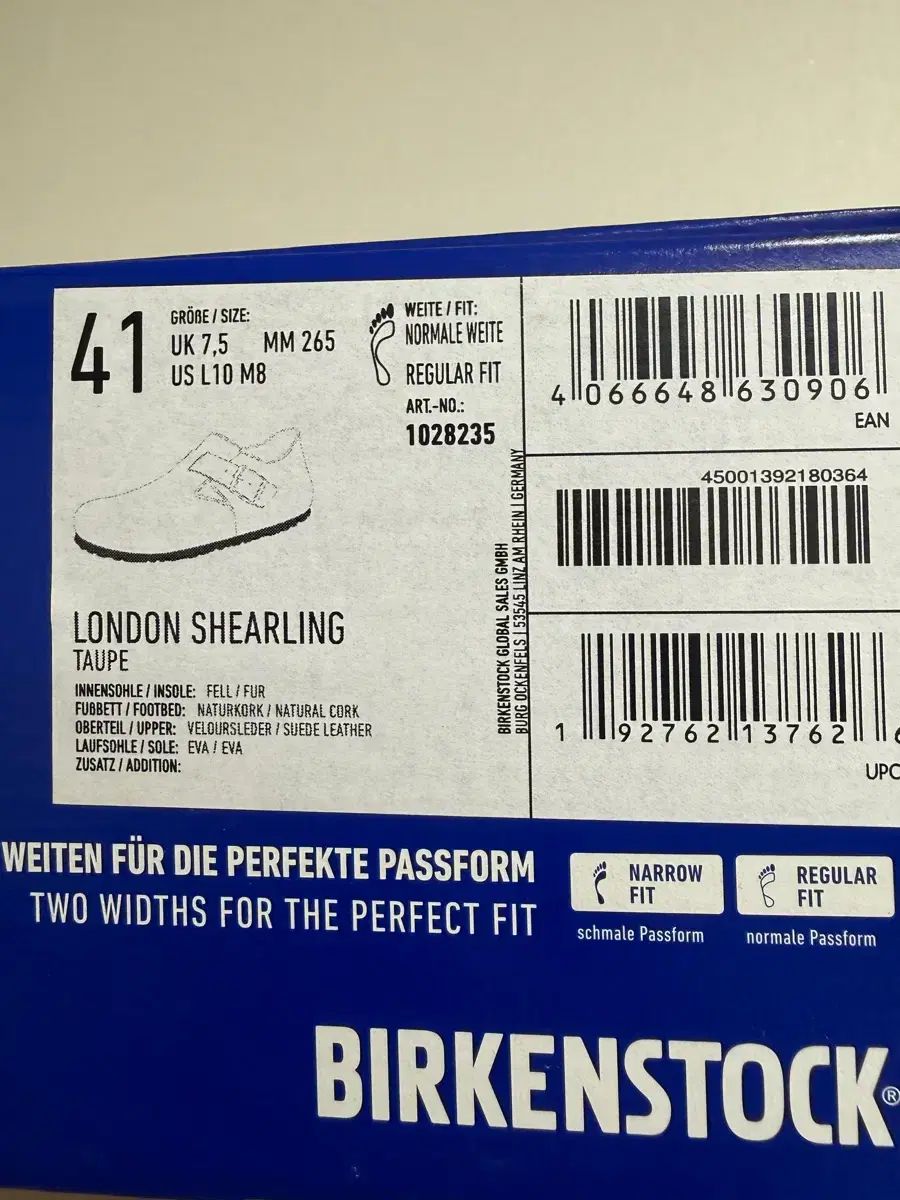 41
GRÖßE / SIZE:
UK 7,5 MM 265
US L10 M8
WEITE / FIT:
NORMALE WEITE
REGULAR FIT
ART.-NO.:
1028235
LONDON SHEARLING
TAUPE
INNENSOHLE / INSOLE: FELL / FUR
FUßBETT / FOOTBED: NATURKORK / NATURAL CORK
OBERTEIL / UPPER: VELOURSLEDER / SUEDE LEATHER
LAUFSOHLE / SOLE: EVA / EVA
ZUSATZ / ADDITION:
BIRKENSTOCK GLOBAL SALES GMBH
BURG OCKENFELS | 53545 LINZ AM RHEIN | GERMANY
4 066648 630906
EAN
45001392180364
1 92762 13762 6
UPC
WEITEN FÜR DIE PERFEKTE PASSFORM
TWO WIDTHS FOR THE PERFECT FIT
NARROW
FIT
schmale Passform
REGULAR
FIT
normale Passform
BIRKENSTOCK®